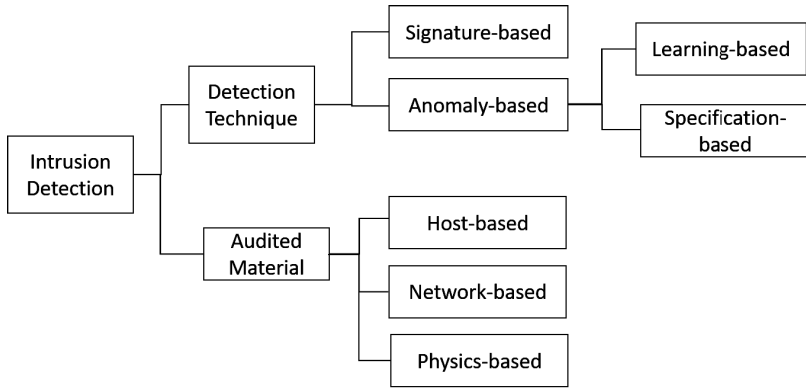 Signature-based
Learning-based
Detection
Technique
Anomaly-based
Specification-
based
Intrusion
Detection
Audited
Material
Host-based
Network-based
Physics-based